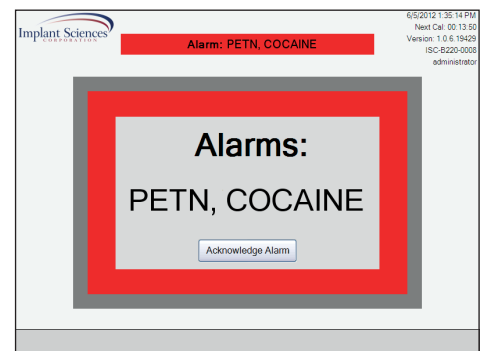 Implant Sciences
CORPORATION
Alarm: PETN, COCAINE
6/5/2012 1:35:14 PM
Next Cal: 00:13:50
Version: 1.0.6.19429
ISC-B220-0008
administrator
Alarms:
PETN, COCAINE
Acknowledge Alarm